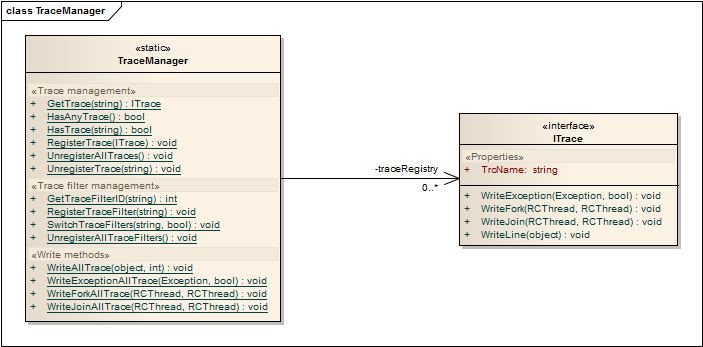 class TraceManager
«static»
TraceManager
«Trace management»
+ GetTrace(string) : ITrace
+ HasAnyTrace() : bool
+ HasTrace(string) : bool
+ RegisterTrace(ITrace) : void
+ UnregisterAllTraces() : void
+ UnregisterTrace(string) : void
«Trace filter management»
+ GetTraceFilterID(string) : int
+ RegisterTraceFilter(string) : void
+ SwitchTraceFilters(string, bool) : void
+ UnregisterAllTraceFilters() : void
«Write methods»
+ WriteAllTrace(object, int) : void
+ WriteExceptionAllTrace(Exception, bool) : void
+ WriteForkAllTrace(RCThread, RCThread) : void
+ WriteJoinAllTrace(RCThread, RCThread) : void
-traceRegistry
0..*
«interface»
ITrace
«Properties»
+ TrcName: string
+ WriteException(Exception, bool) : void
+ WriteFork(RCThread, RCThread) : void
+ WriteJoin(RCThread, RCThread) : void
+ WriteLine(object) : void